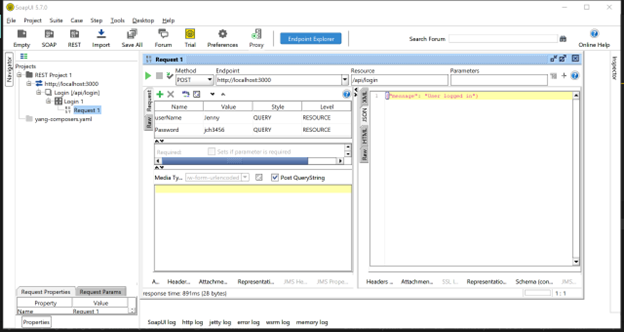 SoapUI 5.7.0
File Project Suite Case Step Tools Desktop Help
Empty SOAP REST Import Save All Forum Trial Preferences Proxy
Endpoint Explorer
Search Forum
Online Help
Navigator
Projects
REST Project 1
http://localhost:5000
Login [/api/login]
Login 1
Request 1
yang-composers.yaml
Request 1
Method Endpoint Resource Parameters
POST http://localhost:5000 /api/login
Request
Raw
Name Value Style Level
userName Jenny QUERY RESOURCE
Password jch3456 QUERY RESOURCE
Required: Sets if parameter is required
Media Ty... /w-form-urlencoded Post QueryString
A... Header... Attachme... Representati... JMS He... JMS Prope...
response time: 891ms (28 bytes)
XML
JSON
HTML
Raw
1 {"Message": "User logged in"}
Headers ... Attachmen... SSL I... Representatio... Schema (con... JMS...
1 : 1
Inspector
Request Properties Request Params
Property Value
Name Request 1
Properties
SoapUI log http log jetty log error log wsrm log memory log